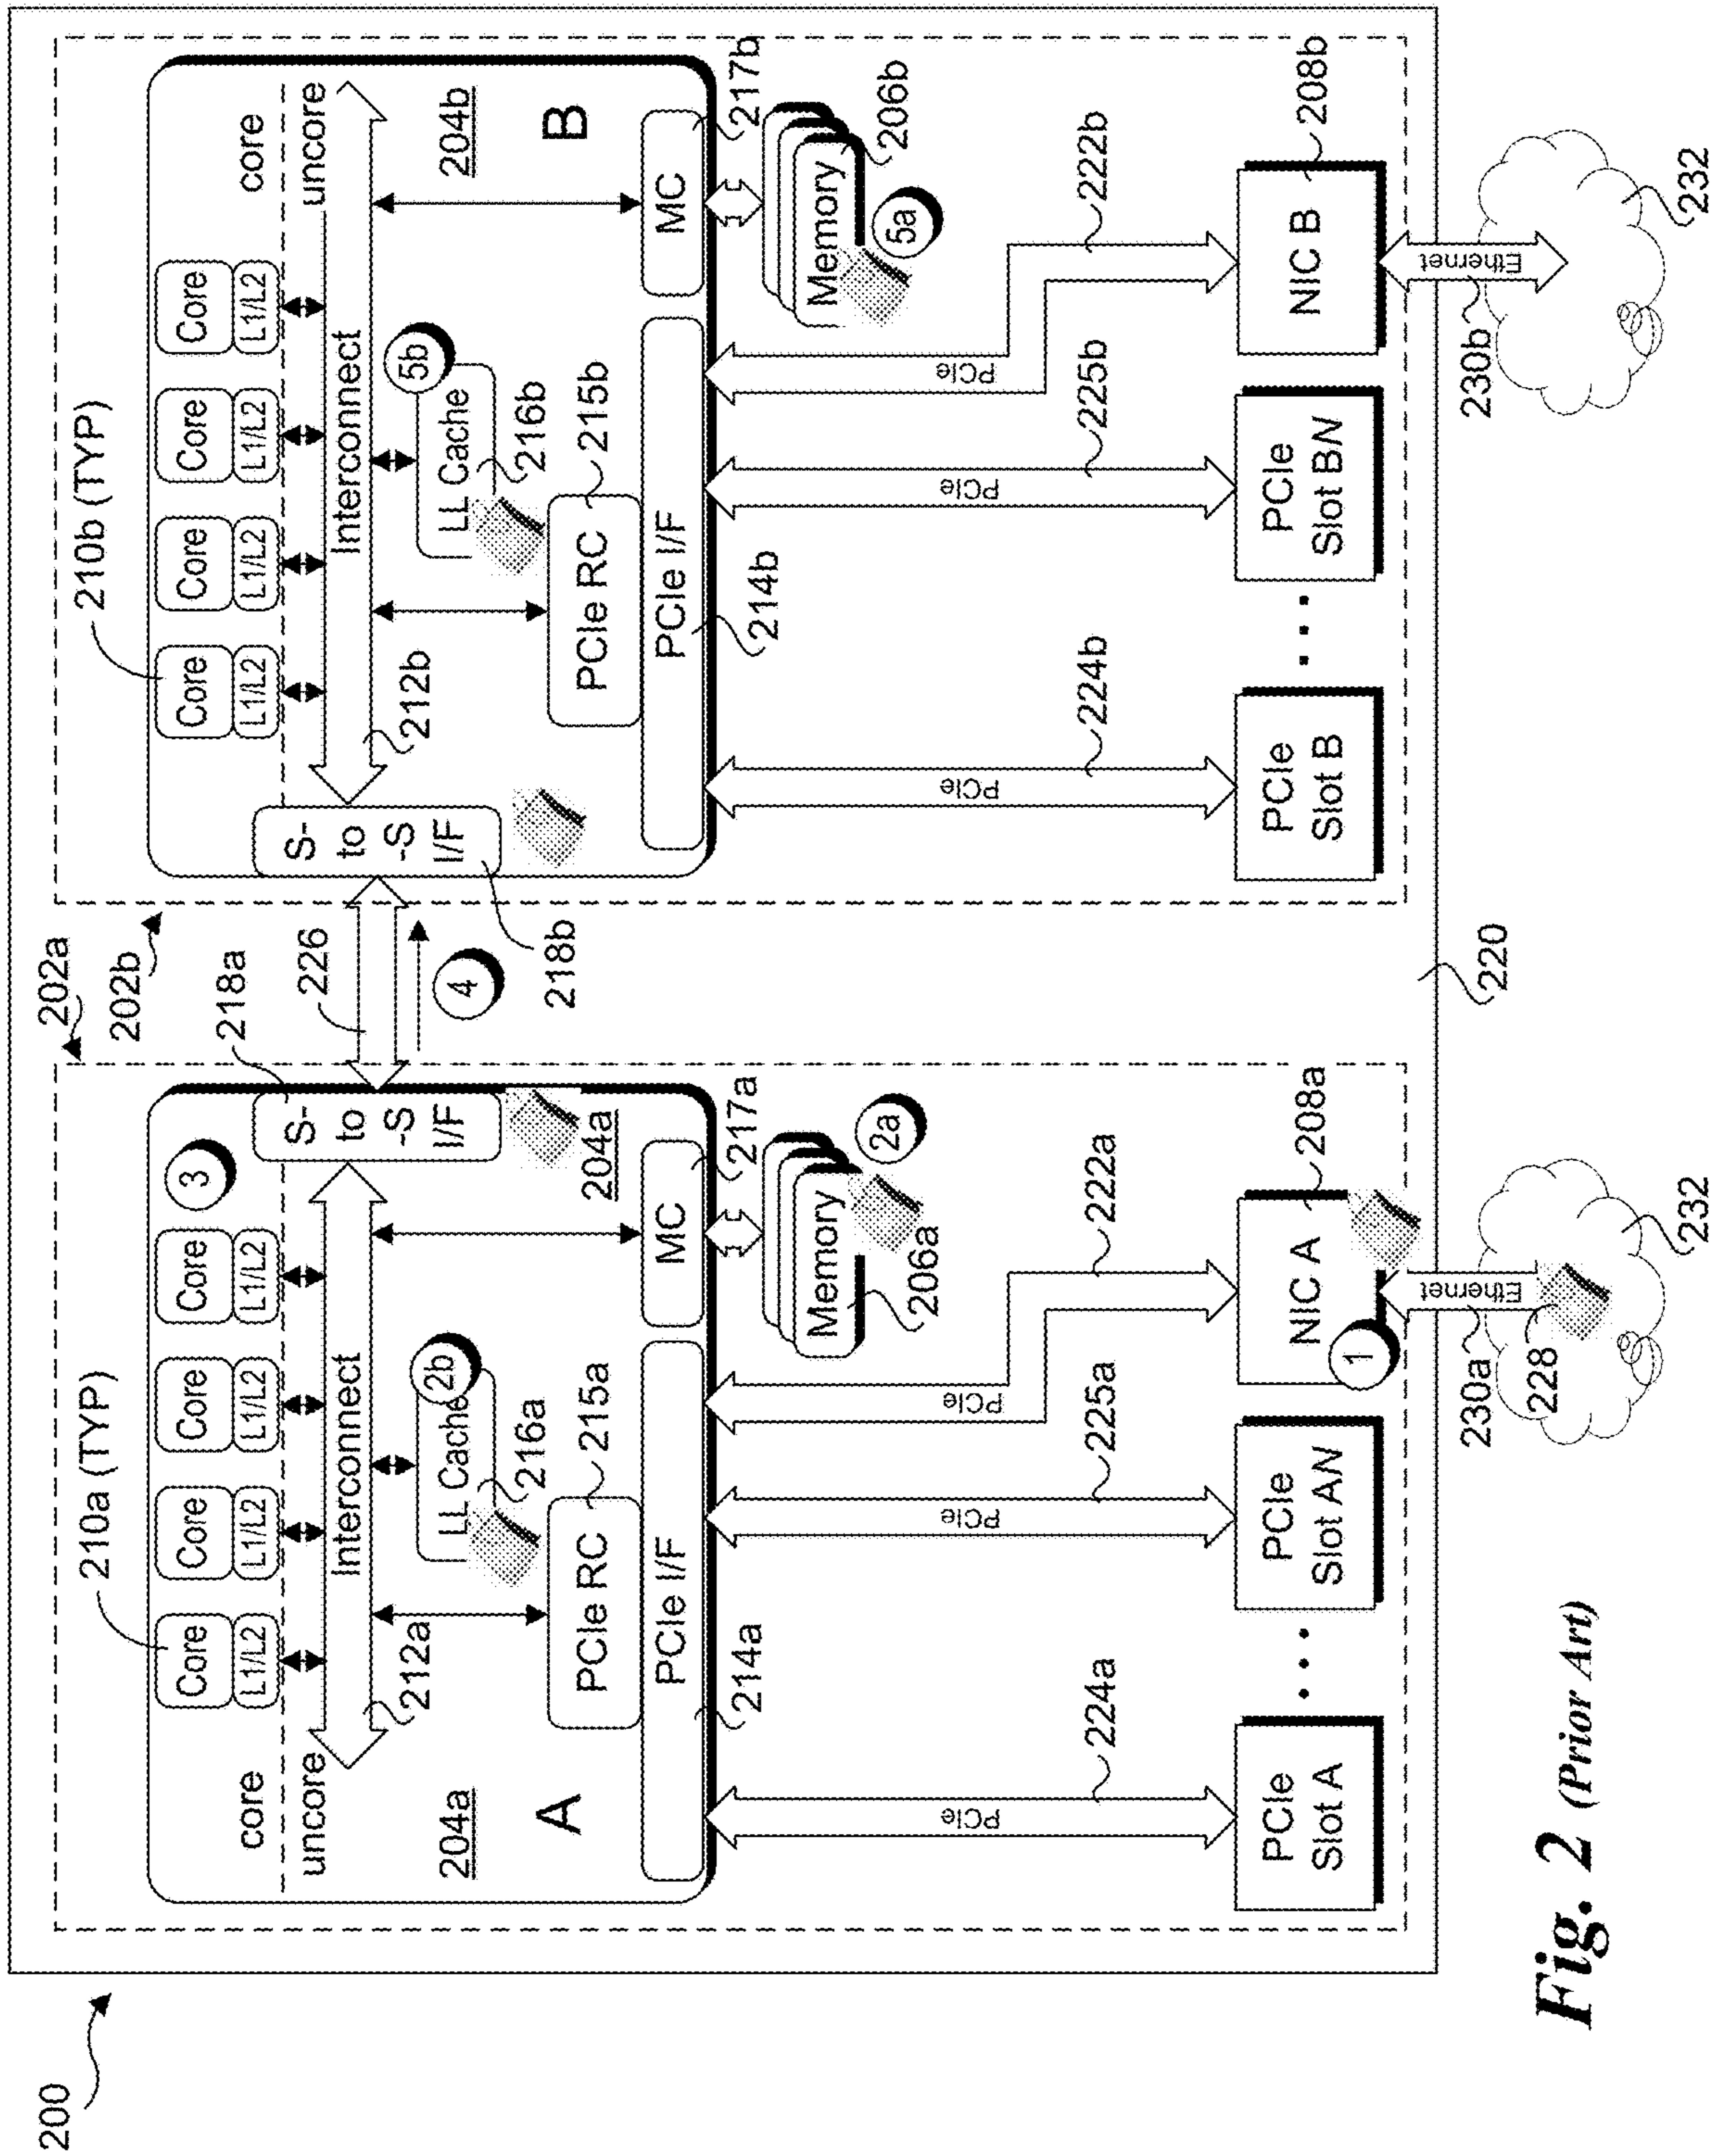 200
202a
202b
210a (TYP)
Core
Core
Core
Core
3
L1/L2
L1/L2
L1/L2
L1/L2
core
uncore
Interconnect
212a
204a
A
LL Cache
2b
216a
PCIe RC
215a
PCIe I/F
214a
MC
217a
S-
to
-S
I/F
218a
204a
226
4
218b
Memory
206a
2a
PCIe
PCIe
PCIe
224a
225a
222a
PCIe
Slot A
PCIe
Slot AN
NIC A
208a
1
Ethernet
230a
228
232
210b (TYP)
Core
Core
Core
Core
L1/L2
L1/L2
L1/L2
L1/L2
core
uncore
S-
to
-S
I/F
Interconnect
212b
204b
B
LL Cache
5b
216b
PCIe RC
215b
PCIe I/F
214b
MC
217b
Memory
206b
5a
PCIe
PCIe
PCIe
224b
225b
222b
PCIe
Slot B
PCIe
Slot BN
NIC B
208b
Ethernet
230b
232
220
Fig. 2 (Prior Art)